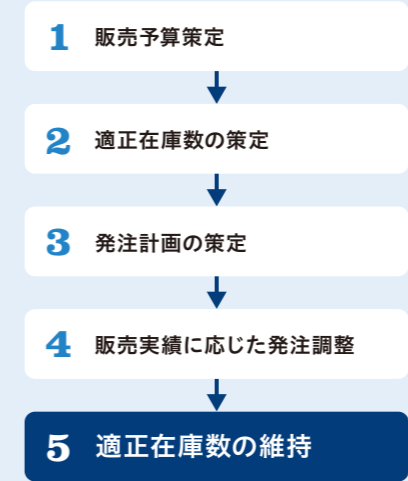 1 販売予算策定
2 適正在庫数の策定
3 発注計画の策定
4 販売実績に応じた発注調整
5 適正在庫数の維持